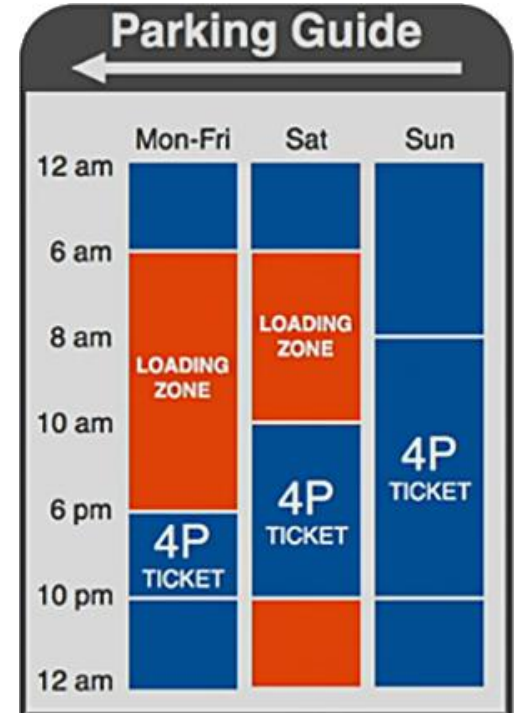 Parking Guide
Mon-Fri Sat Sun
12 am
6 am
LOADING
ZONE
8 am
LOADING
ZONE
10 am
4P
TICKET
4P
TICKET
6 pm
4P
TICKET
10 pm
12 am